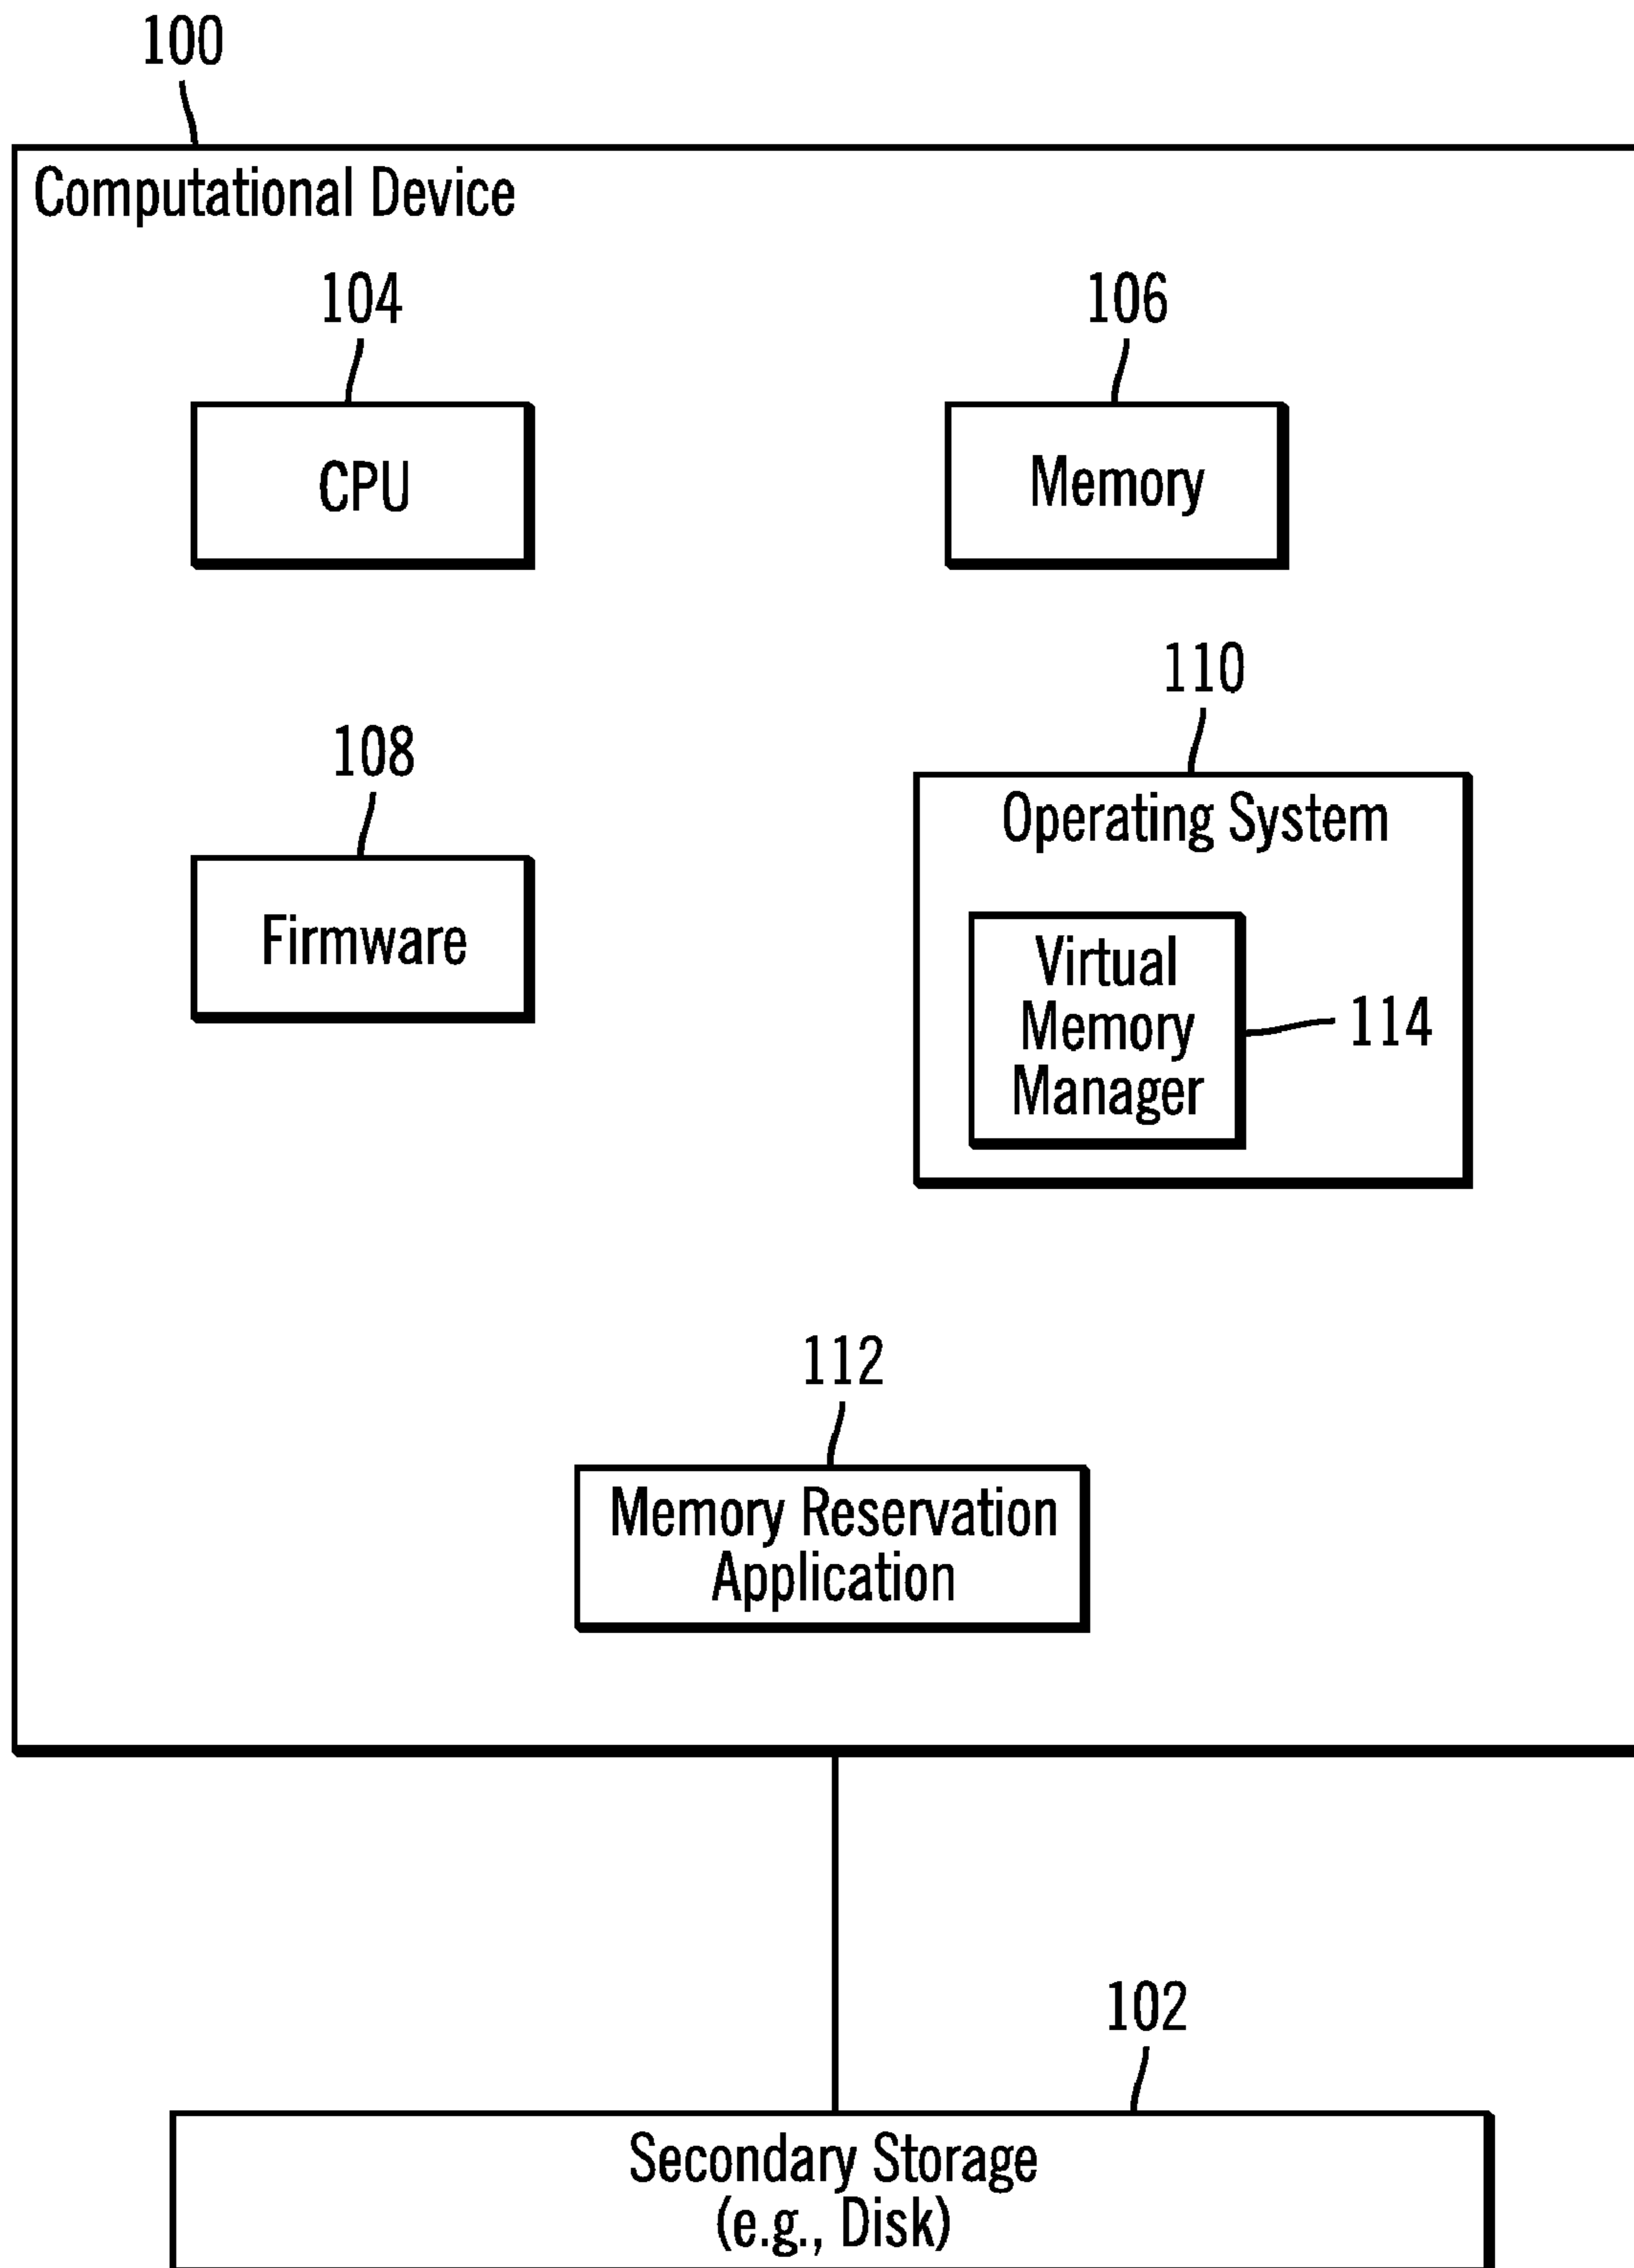 100
Computational Device
104
106
CPU
Memory
110
108
Operating System
Firmware
Virtual
Memory
Manager
114
112
Memory Reservation
Application
102
Secondary Storage
(e.g., Disk)